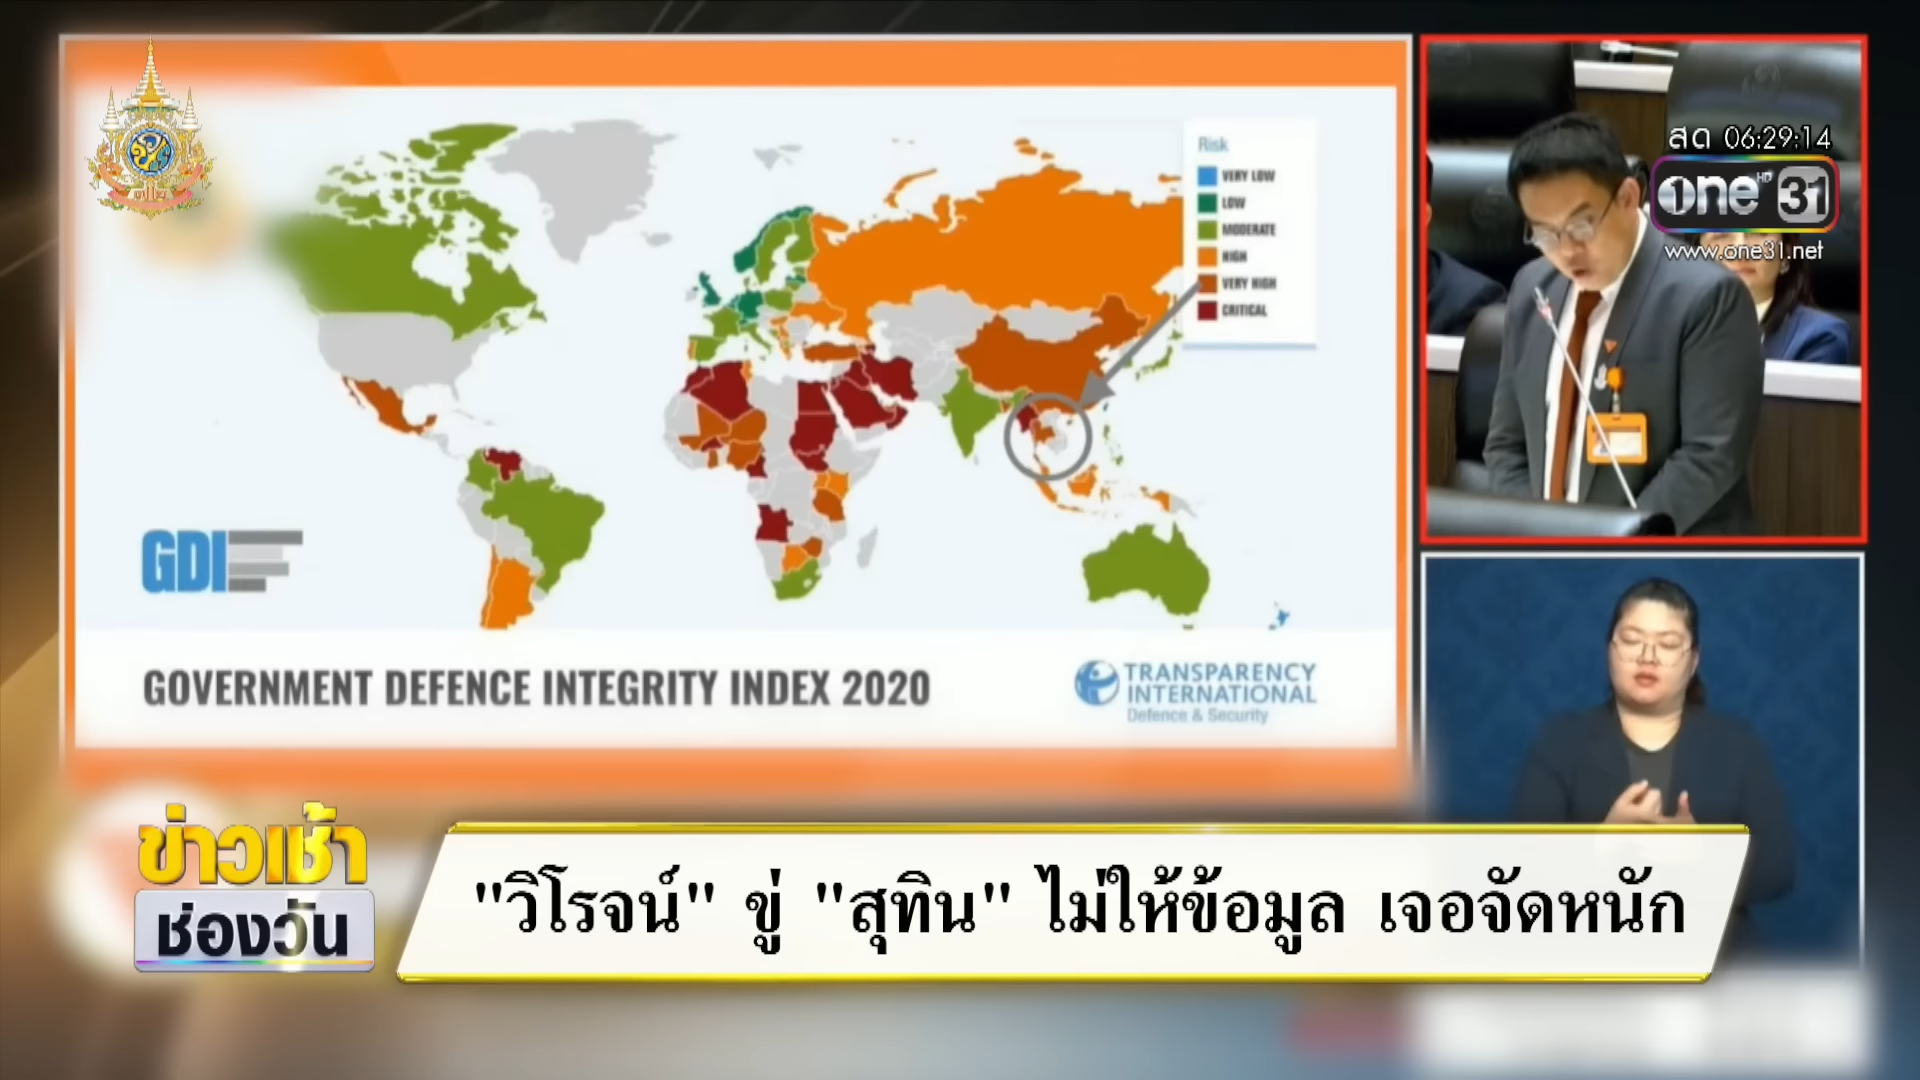 Risk
VERY LOW
LOW
MODERATE
HIGH
VERY HIGH
CRITICAL
สด 06:29:14
one HD 31
www.one31.net
GDI
GOVERNMENT DEFENCE INTEGRITY INDEX 2020
TRANSPARENCY
INTERNATIONAL
Defence & Security
ข่าวเช้า
ช่องวัน
"วิโรจน์" ขู่ "สุทิน" ไม่ให้ข้อมูล เจอจัดหนัก